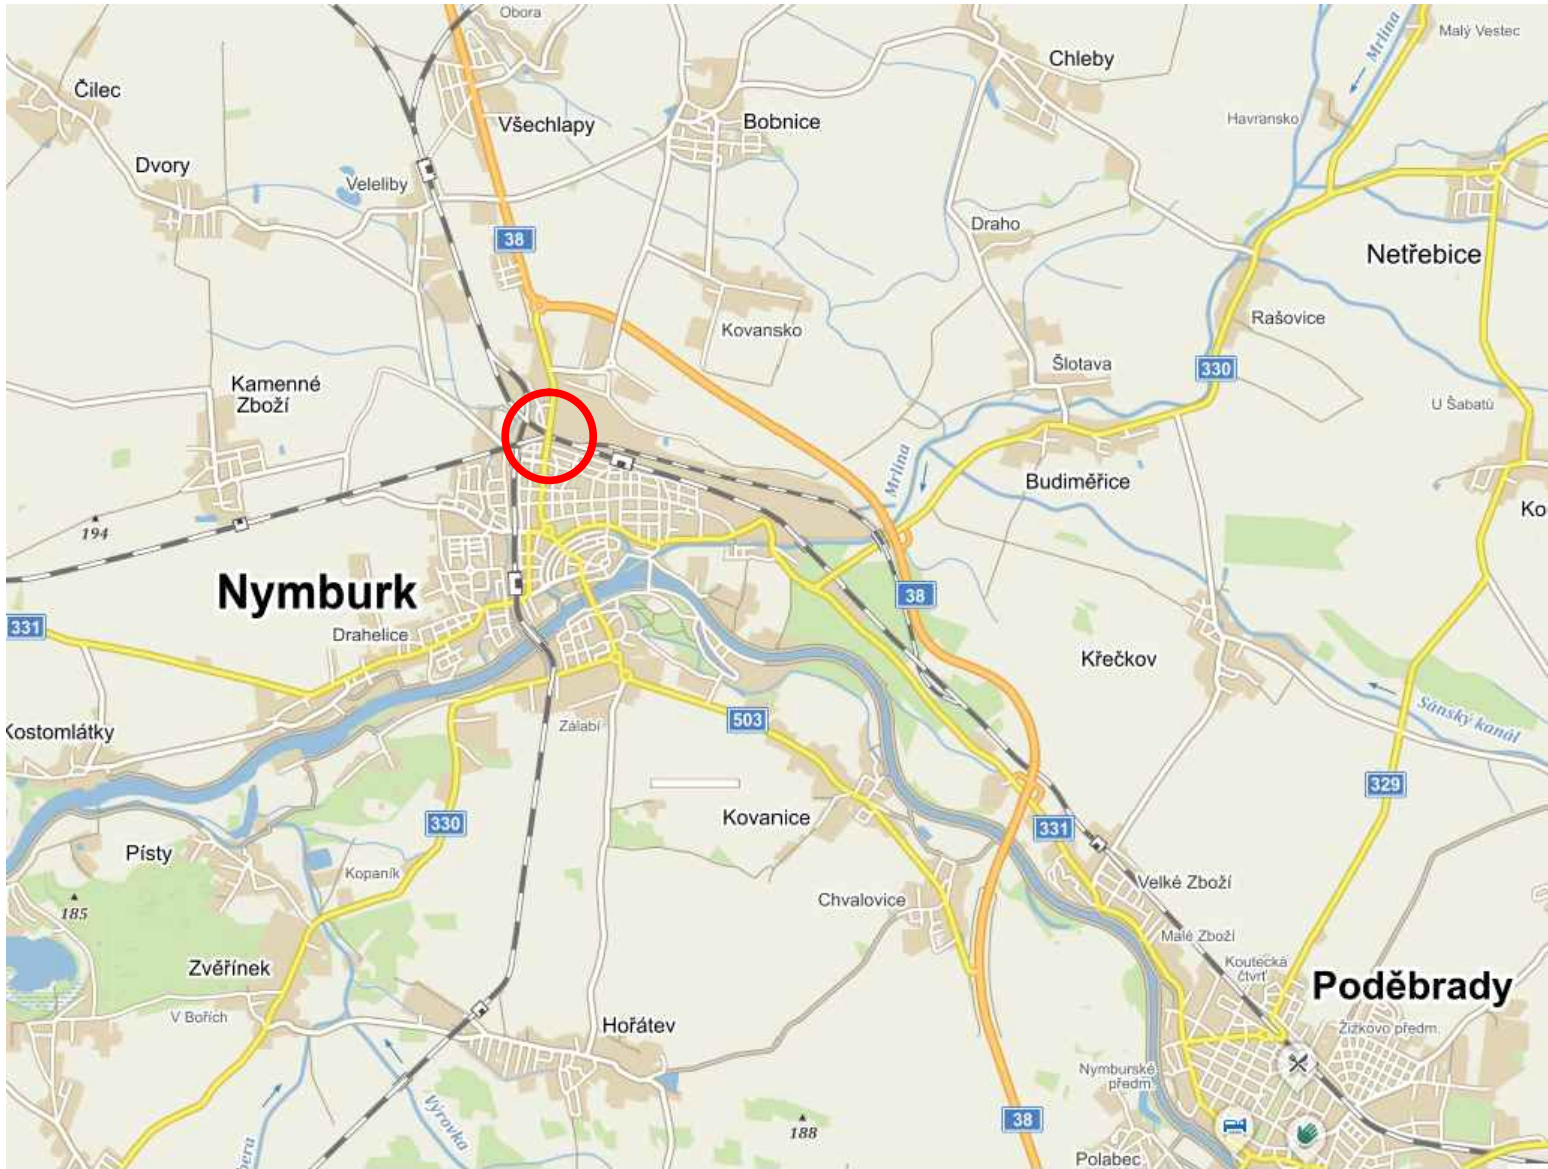 Obora
Malý Vestec
Mrlina
Chleby
Čilec
Všechlapy
Bobnice
Havransko
Dvory
Veleliby
Draho
38
Netřebice
Rašovice
Kovansko
Šlotava
330
Kamenné
Zboží
U Šabatů
Mrlina
Budiměřice
Ko
194
Nymburk
38
331
Drahelice
Křečkov
Sánský kanál
503
Zálabí
Kostomlátky
329
Kovanice
330
331
Písty
Kopaník
Velké Zboží
Chvalovice
185
Malé Zboží
Koutecká
čtvrť
Zvěřínek
Poděbrady
V Bořích
Hořátev
Žižkovo předm.
Nymburské
předm.
Výrovka
38
188
bera
Polabec